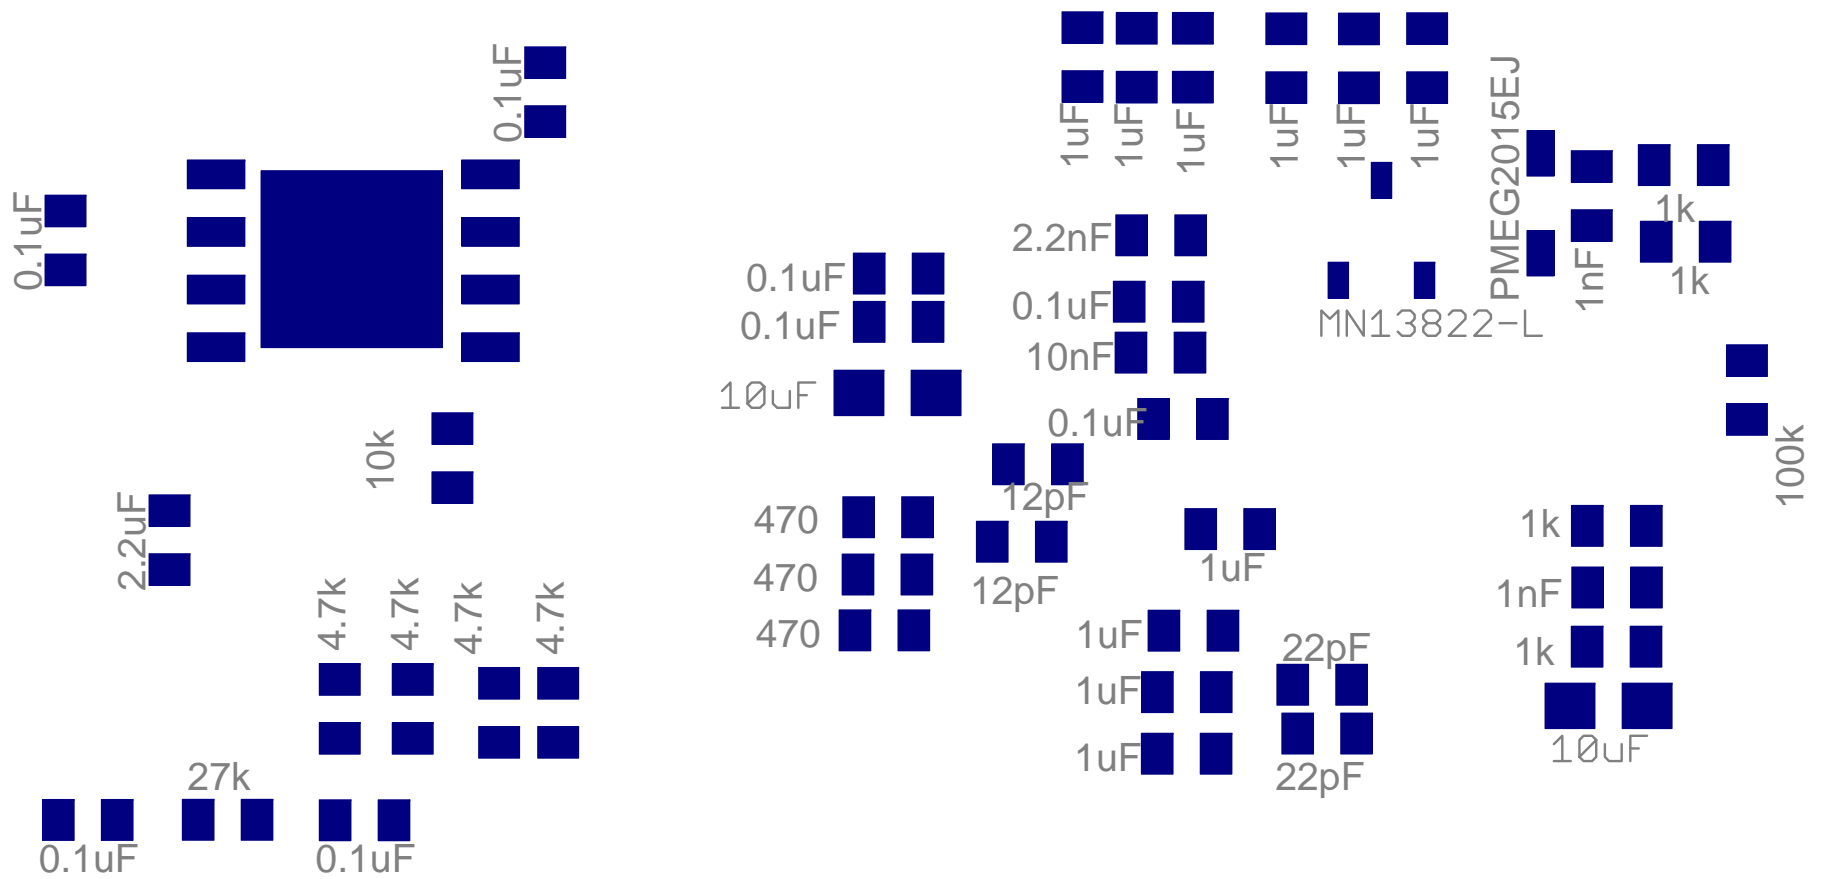 0.1uF
0.1uF
1uF
1uF
1uF
1uF
1uF
1uF
PMEG2015EJ
1nF
1k
1k
2.2nF
0.1uF
10nF
0.1uF
MN13822-L
0.1uF
0.1uF
10uF
100k
10k
2.2uF
12pF
12pF
470
470
470
1uF
1k
1nF
1k
10uF
4.7k
4.7k
4.7k
4.7k
1uF
1uF
1uF
22pF
22pF
27k
0.1uF
0.1uF